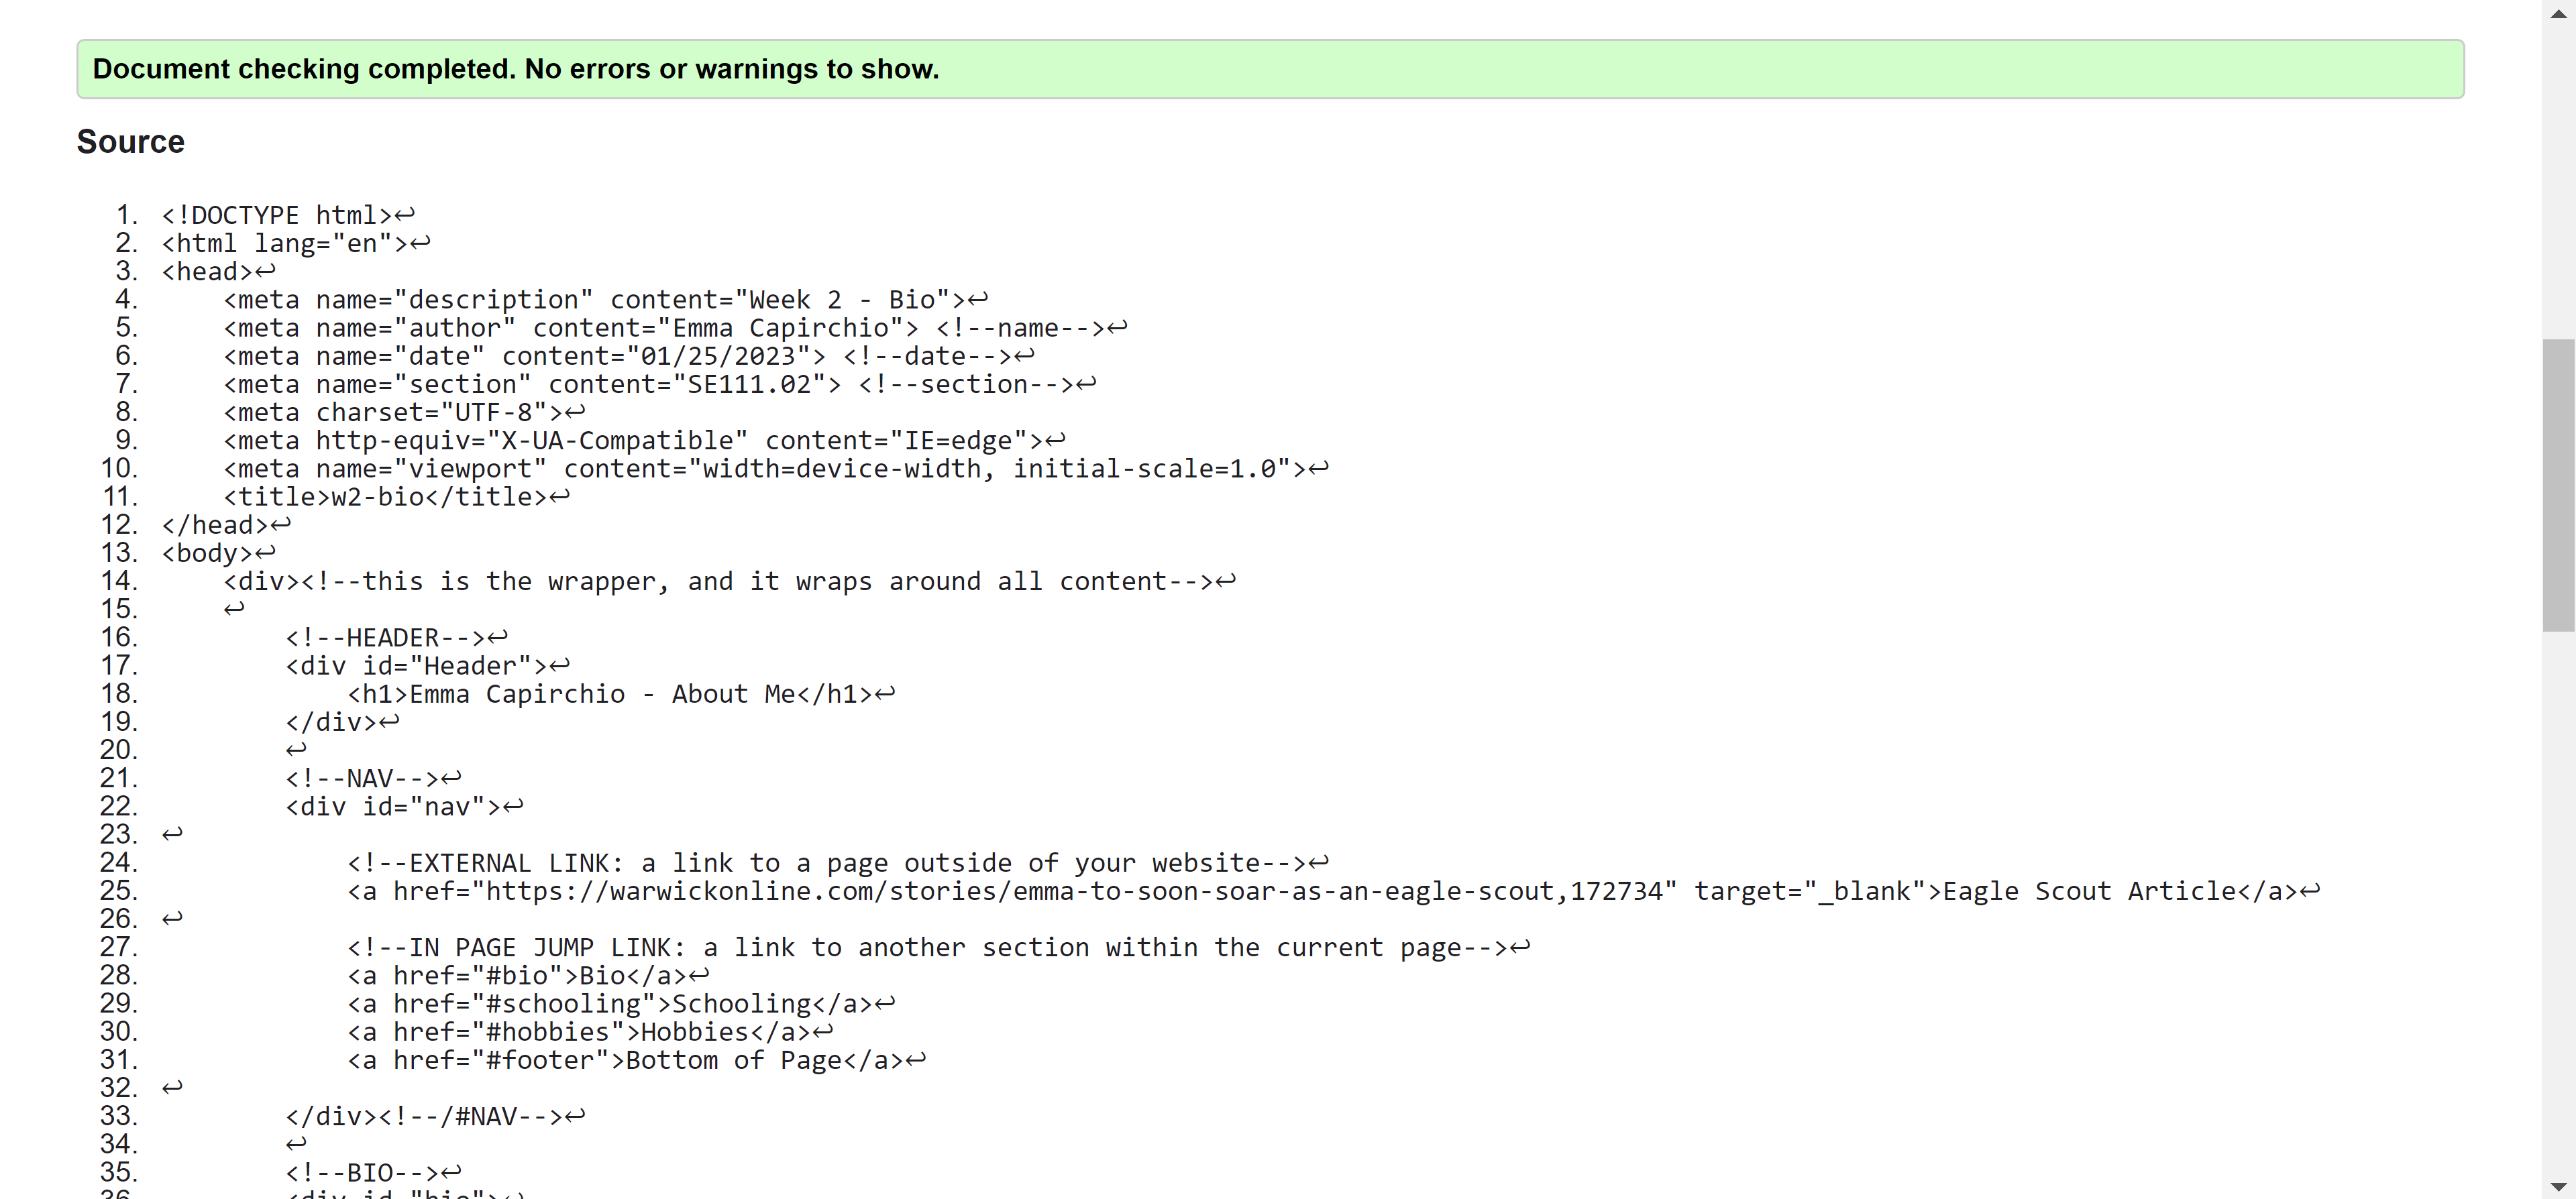 Document checking completed. No errors or warnings to show.
Source
1. <!DOCTYPE html>↩
2. <html lang="en">↩
3. <head>↩
4.     <meta name="description" content="Week 2 - Bio">↩
5.     <meta name="author" content="Emma Capirchio"> <!--name-->↩
6.     <meta name="date" content="01/25/2023"> <!--date-->↩
7.     <meta name="section" content="SE111.02"> <!--section-->↩
8.     <meta charset="UTF-8">↩
9.     <meta http-equiv="X-UA-Compatible" content="IE=edge">↩
10.     <meta name="viewport" content="width=device-width, initial-scale=1.0">↩
11.     <title>w2-bio</title>↩
12. </head>↩
13. <body>↩
14.     <div><!--this is the wrapper, and it wraps around all content-->↩
15.     ↩
16.         <!--HEADER-->↩
17.         <div id="Header">↩
18.             <h1>Emma Capirchio - About Me</h1>↩
19.         </div>↩
20.         ↩
21.         <!--NAV-->↩
22.         <div id="nav">↩
23. ↩
24.             <!--EXTERNAL LINK: a link to a page outside of your website-->↩
25.             <a href="https://warwickonline.com/stories/emma-to-soon-soar-as-an-eagle-scout,172734" target="_blank">Eagle Scout Article</a>↩
26. ↩
27.             <!--IN PAGE JUMP LINK: a link to another section within the current page-->↩
28.             <a href="#bio">Bio</a>↩
29.             <a href="#schooling">Schooling</a>↩
30.             <a href="#hobbies">Hobbies</a>↩
31.             <a href="#footer">Bottom of Page</a>↩
32. ↩
33.         </div><!--/#NAV-->↩
34.         ↩
35.         <!--BIO-->↩
36.         <div id="bio">↩